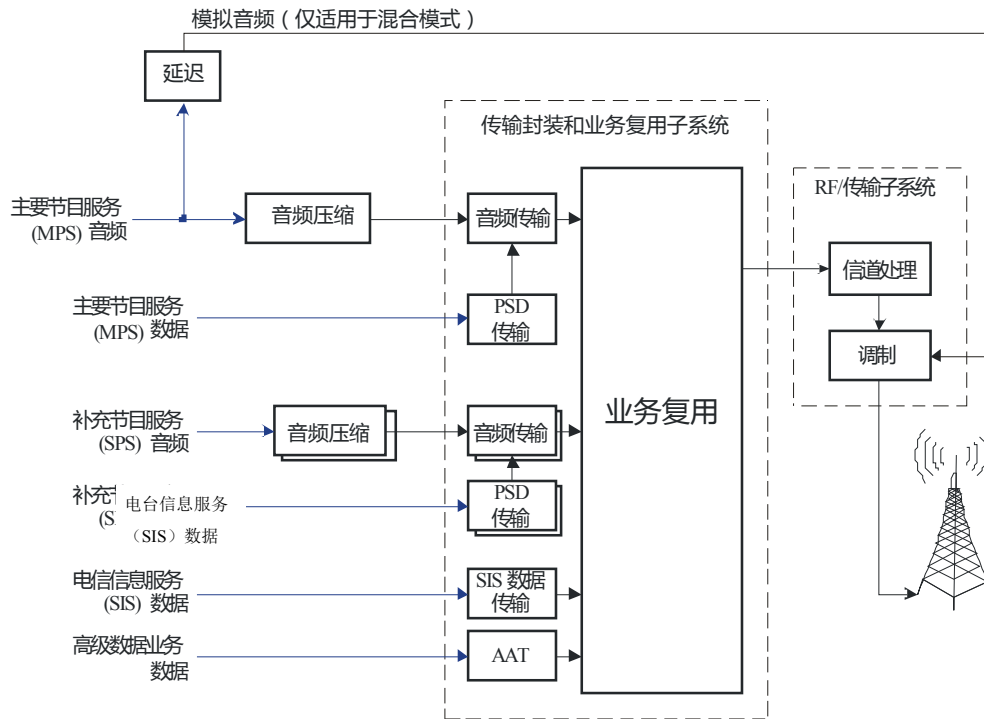 模拟音频（仅适用于混合模式）
延迟
传输封装和业务复用子系统
RF/传输子系统
主要节目服务
(MPS) 音频
音频压缩
音频传输
信道处理
主要节目服务
(MPS) 数据
PSD
传输
调制
业务复用
补充节目服务
(SPS) 音频
音频压缩
音频传输
补充节
(S
电台信息服务
（SIS）数据
PSD
传输
电信信息服务
(SIS) 数据
SIS 数据
传输
高级数据业务
数据
AAT